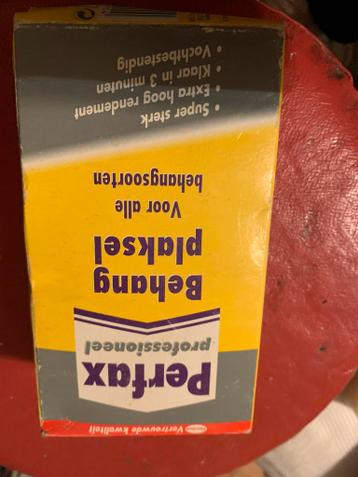 Vertrouwde kwaliteit
Perfax
professioneel
Behang
plaksel
Voor alle
behangsoorten
• Super sterk
• Extra hoog rendement
• Klaar in 3 minuten
• Vochtbestendig